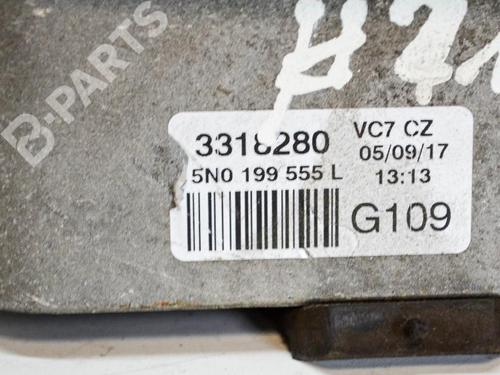 B-PARTS
3318280 VC7 CZ
5N0 199 555 L 05/09/17
13:13
G109